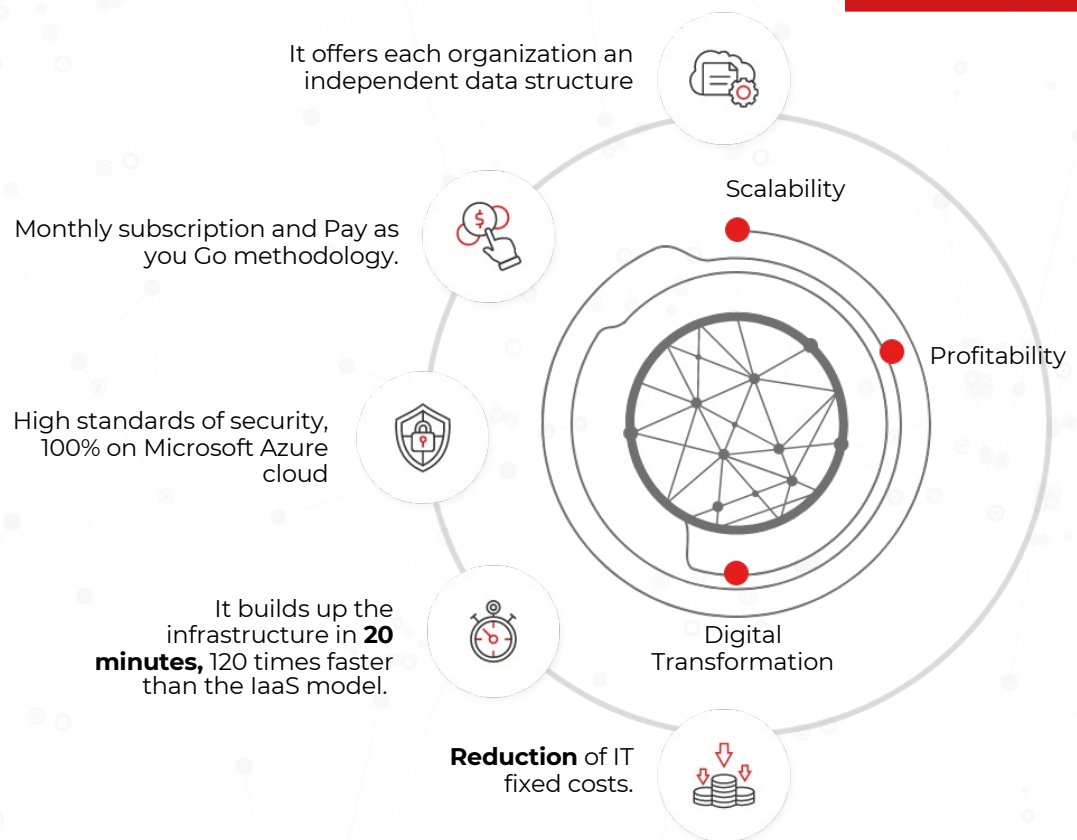 It offers each organization an
independent data structure
Scalability
Monthly subscription and Pay as
you Go methodology.
$
Profitability
High standards of security,
100% on Microsoft Azure
cloud
It builds up the
infrastructure in 20
minutes, 120 times faster
than the IaaS model.
Digital
Transformation
Reduction of IT
fixed costs.